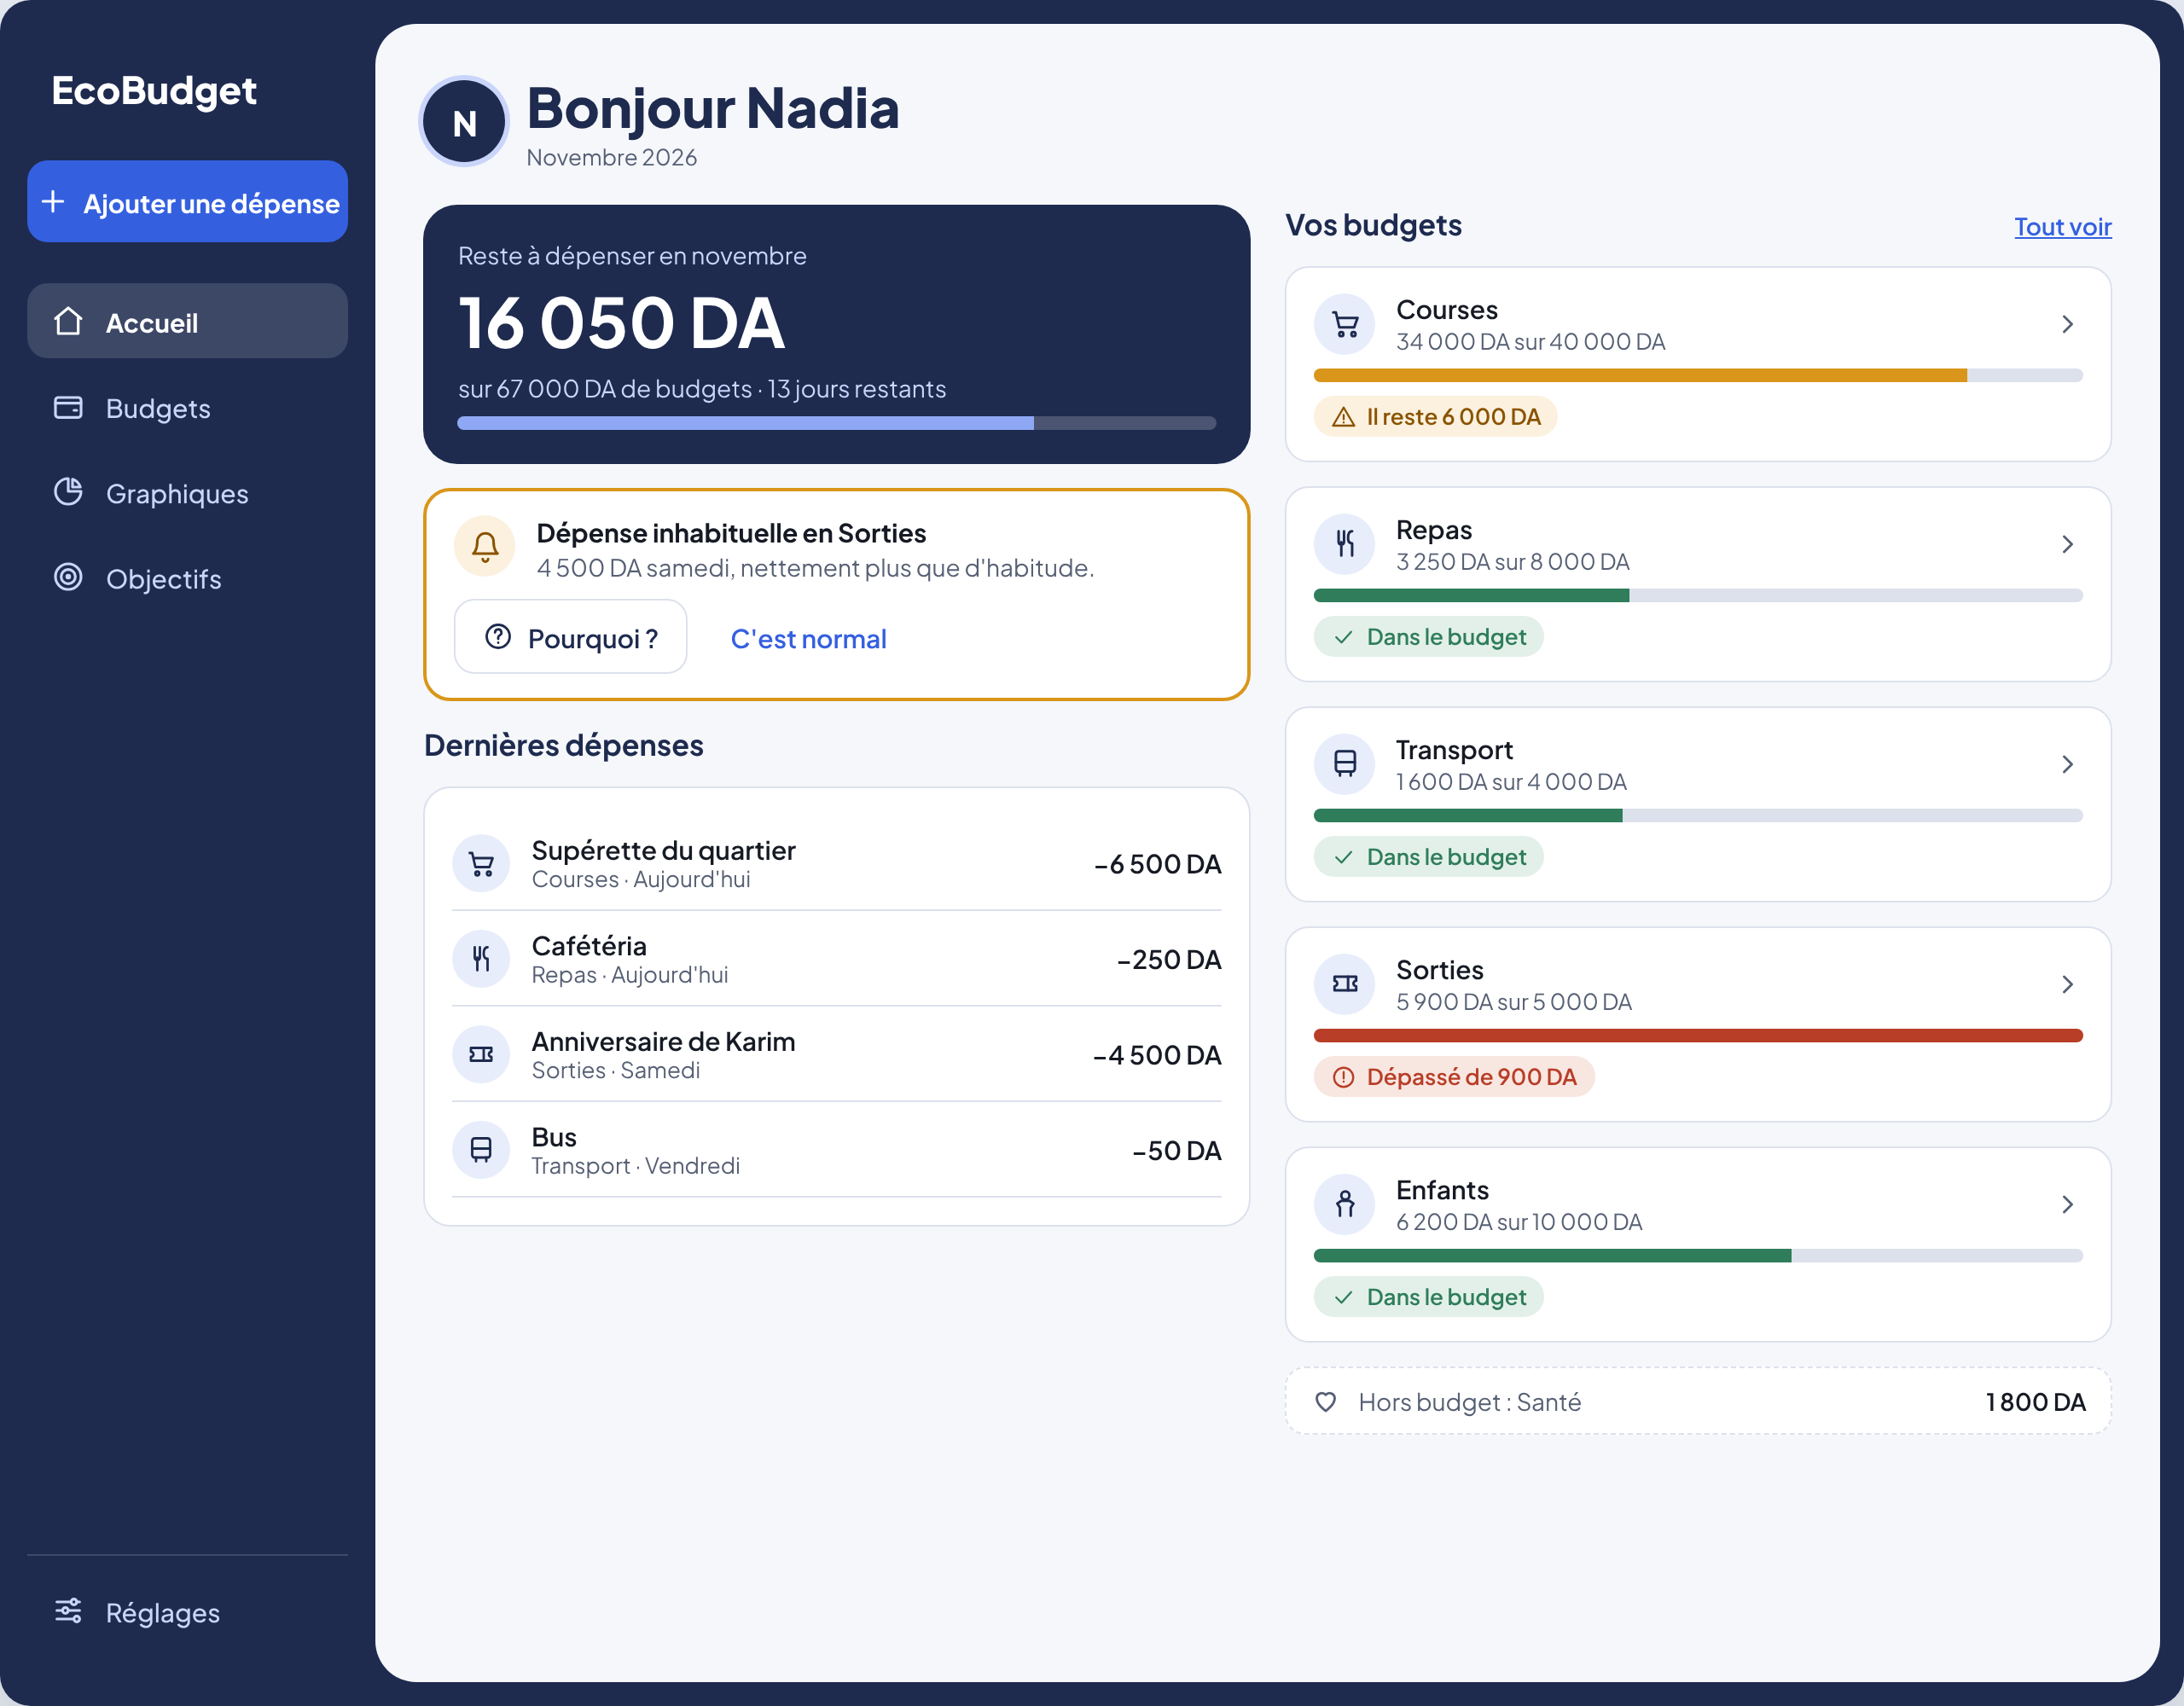 EcoBudget
Ajouter une dépense
Accueil
Budgets
Graphiques
Objectifs
Réglages
N
Bonjour Nadia
Novembre 2026
Reste à dépenser en novembre
16 050 DA
sur 67 000 DA de budgets · 13 jours restants
Dépense inhabituelle en Sorties
4 500 DA samedi, nettement plus que d'habitude.
Pourquoi ?
C'est normal
Dernières dépenses
Supérette du quartier
Courses · Aujourd'hui
−6 500 DA
Cafétéria
Repas · Aujourd'hui
−250 DA
Anniversaire de Karim
Sorties · Samedi
−4 500 DA
Bus
Transport · Vendredi
−50 DA
Vos budgets
Tout voir
Courses
34 000 DA sur 40 000 DA
Il reste 6 000 DA
Repas
3 250 DA sur 8 000 DA
Dans le budget
Transport
1 600 DA sur 4 000 DA
Dans le budget
Sorties
5 900 DA sur 5 000 DA
Dépassé de 900 DA
Enfants
6 200 DA sur 10 000 DA
Dans le budget
Hors budget : Santé
1 800 DA